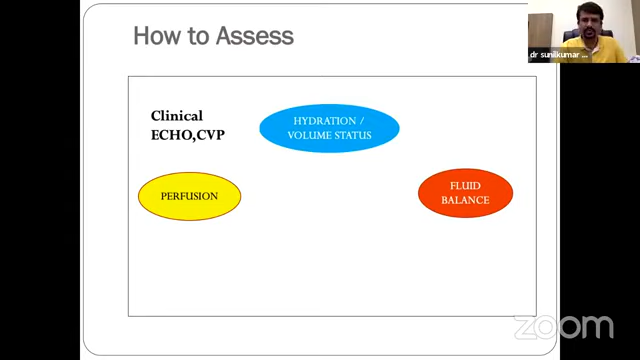 How to Assess
dr sunilkumar ...
Clinical
ECHO,CVP
HYDRATION /
VOLUME STATUS
PERFUSION
FLUID
BALANCE
zoom